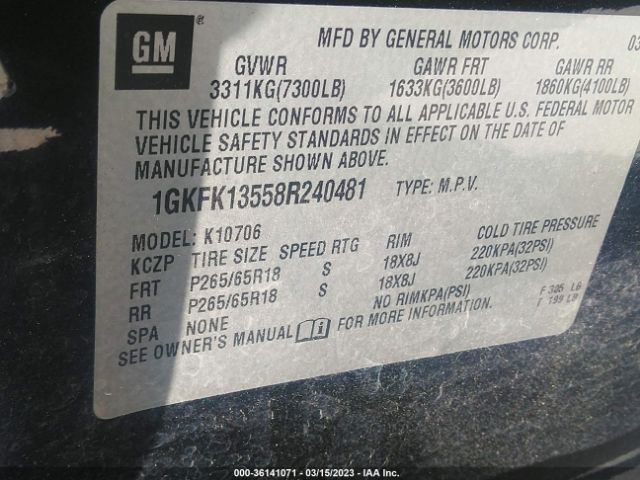 GM
MFD BY GENERAL MOTORS CORP. 03
GVWR GAWR FRT GAWR RR
3311KG(7300LB) 1633KG(3600LB) 1860KG(4100LB)
THIS VEHICLE CONFORMS TO ALL APPLICABLE U.S. FEDERAL MOTOR
VEHICLE SAFETY STANDARDS IN EFFECT ON THE DATE OF
MANUFACTURE SHOWN ABOVE.
1GKFK13558R240481 TYPE: M.P.V.
MODEL: K10706
KCZP TIRE SIZE SPEED RTG RIM COLD TIRE PRESSURE
FRT P265/65R18 S 18X8J 220KPA(32PSI)
RR P265/65R18 S 18X8J 220KPA(32PSI)
SPA NONE NO RIMKPA(PSI)
SEE OWNER'S MANUAL FOR MORE INFORMATION.
F 305 LB
T 199 LB
000-36141071 — 03/15/2023 — IAA Inc.